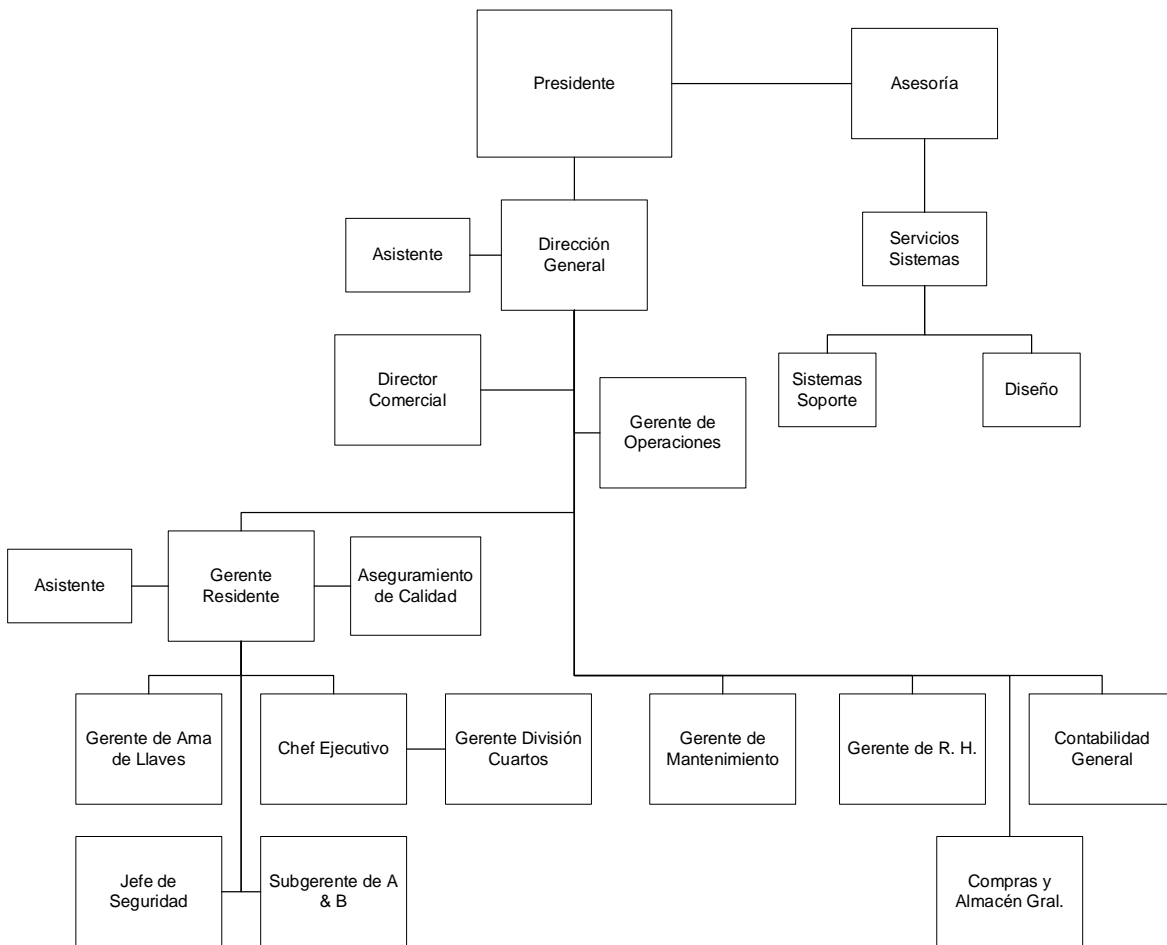 Presidente
Asesoría
Asistente
Dirección
General
Servicios
Sistemas
Director
Comercial
Sistemas
Soporte
Diseño
Gerente de
Operaciones
Asistente
Gerente
Residente
Aseguramiento
de Calidad
Gerente de Ama
de Llaves
Chef Ejecutivo
Gerente División
Cuartos
Gerente de
Mantenimiento
Gerente de R. H.
Contabilidad
General
Jefe de
Seguridad
Subgerente de A
& B
Compras y
Almacén Gral.